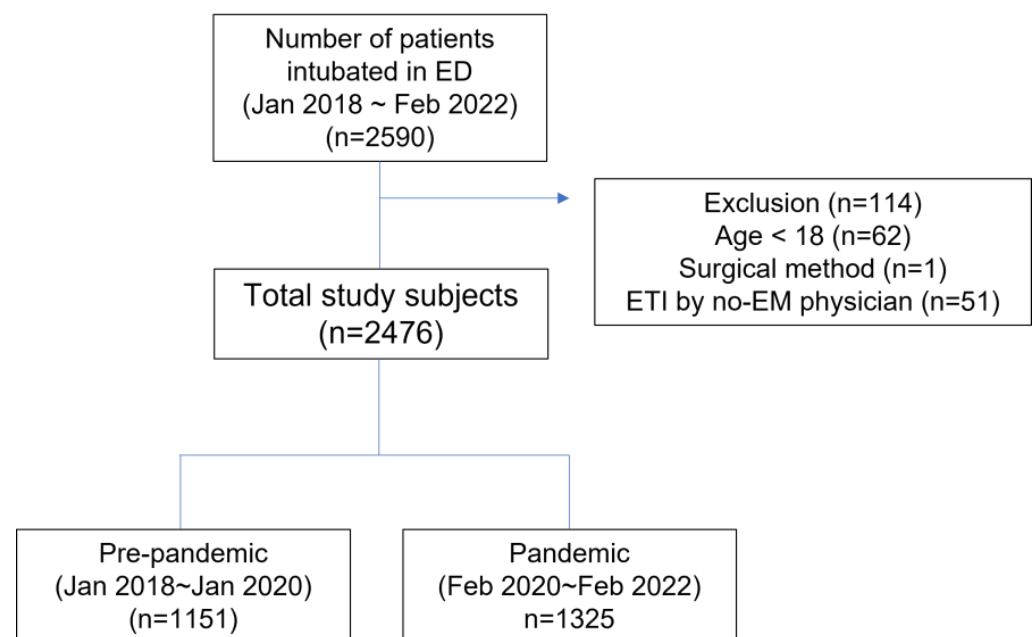 Number of patients
intubated in ED
(Jan 2018 ~ Feb 2022)
(n=2590)
Exclusion (n=114)
Age < 18 (n=62)
Surgical method (n=1)
ETI by no-EM physician (n=51)
Total study subjects
(n=2476)
Pre-pandemic
(Jan 2018~Jan 2020)
(n=1151)
Pandemic
(Feb 2020~Feb 2022)
n=1325